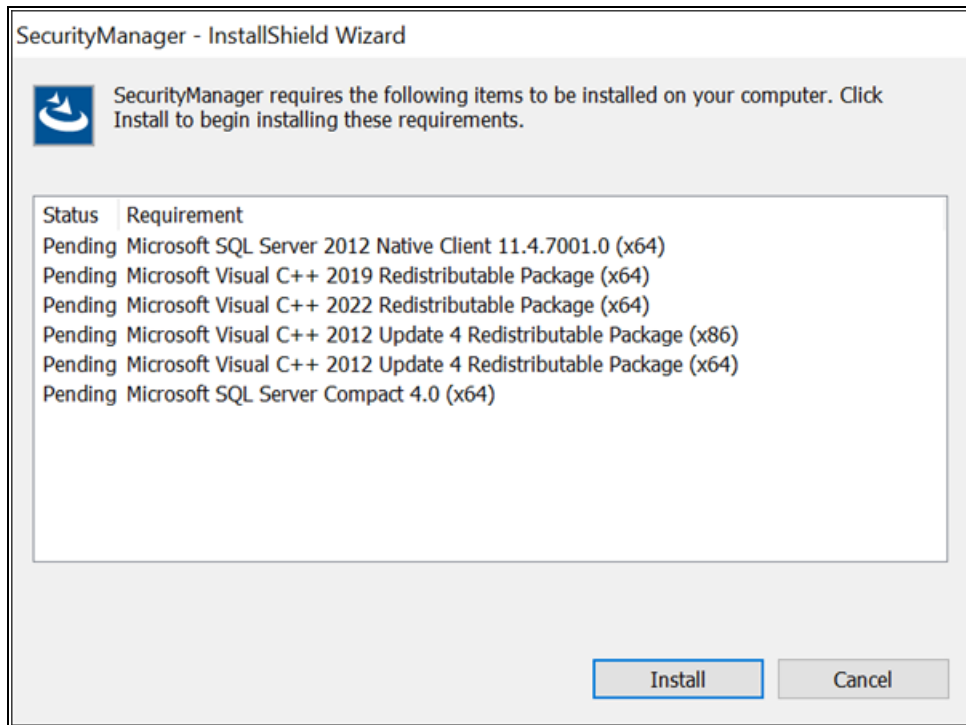 SecurityManager - InstallShield Wizard
SecurityManager requires the following items to be installed on your computer. Click
Install to begin installing these requirements.
Status Requirement
Pending Microsoft SQL Server 2012 Native Client 11.4.7001.0 (x64)
Pending Microsoft Visual C++ 2019 Redistributable Package (x64)
Pending Microsoft Visual C++ 2022 Redistributable Package (x64)
Pending Microsoft Visual C++ 2012 Update 4 Redistributable Package (x86)
Pending Microsoft Visual C++ 2012 Update 4 Redistributable Package (x64)
Pending Microsoft SQL Server Compact 4.0 (x64)
Install Cancel